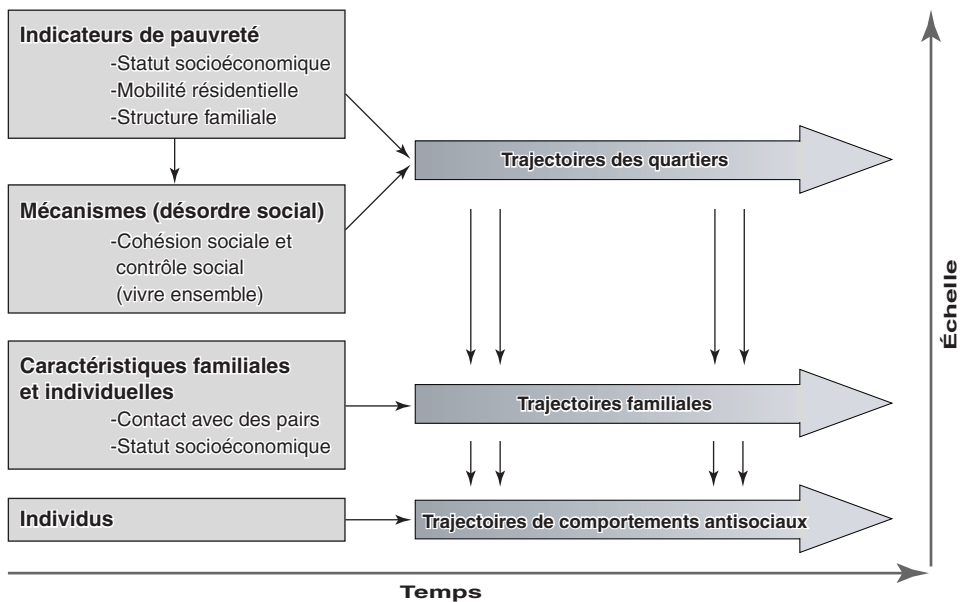 Indicateurs de pauvreté
-Statut socioéconomique
-Mobilité résidentielle
-Structure familiale
Mécanismes (désordre social)
-Cohésion sociale et
contrôle social
(vivre ensemble)
Caractéristiques familiales
et individuelles
-Contact avec des pairs
-Statut socioéconomique
Individus
Trajectoires des quartiers
Trajectoires familiales
Trajectoires de comportements antisociaux
Échelle
Temps